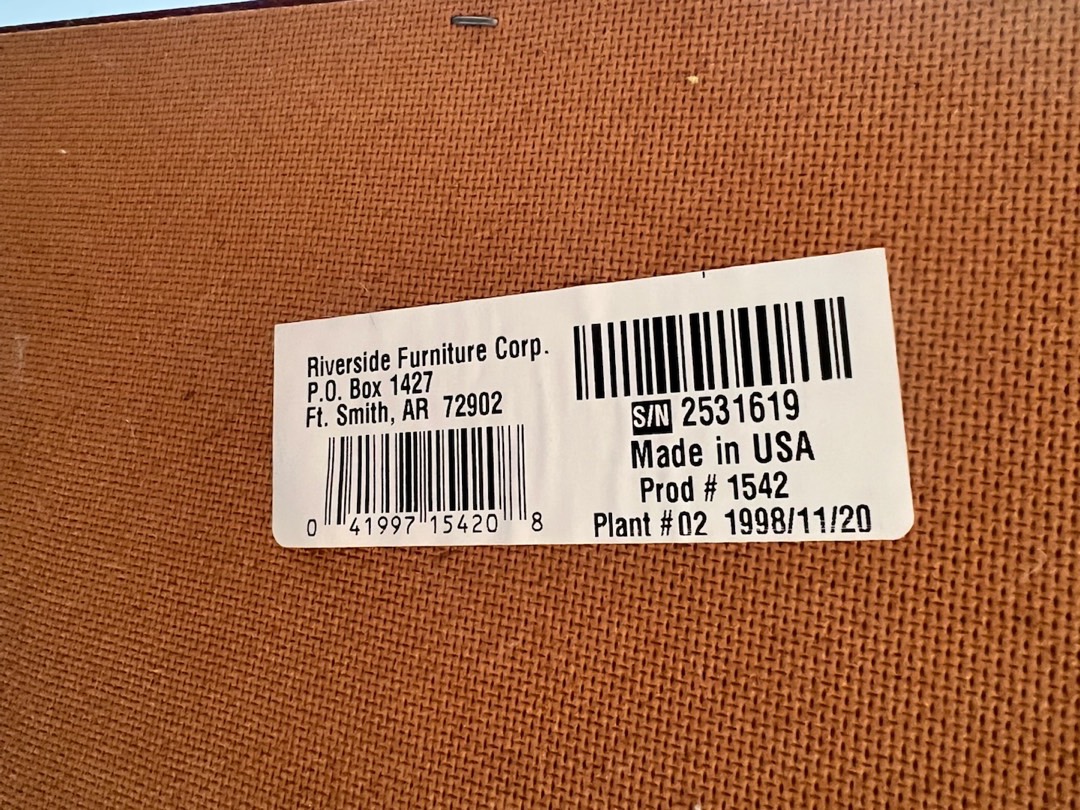 Riverside Furniture Corp.
P.O. Box 1427
Ft. Smith, AR 72902
0 41997 15420 8
S/N 2531619
Made in USA
Prod # 1542
Plant #02 1998/11/20